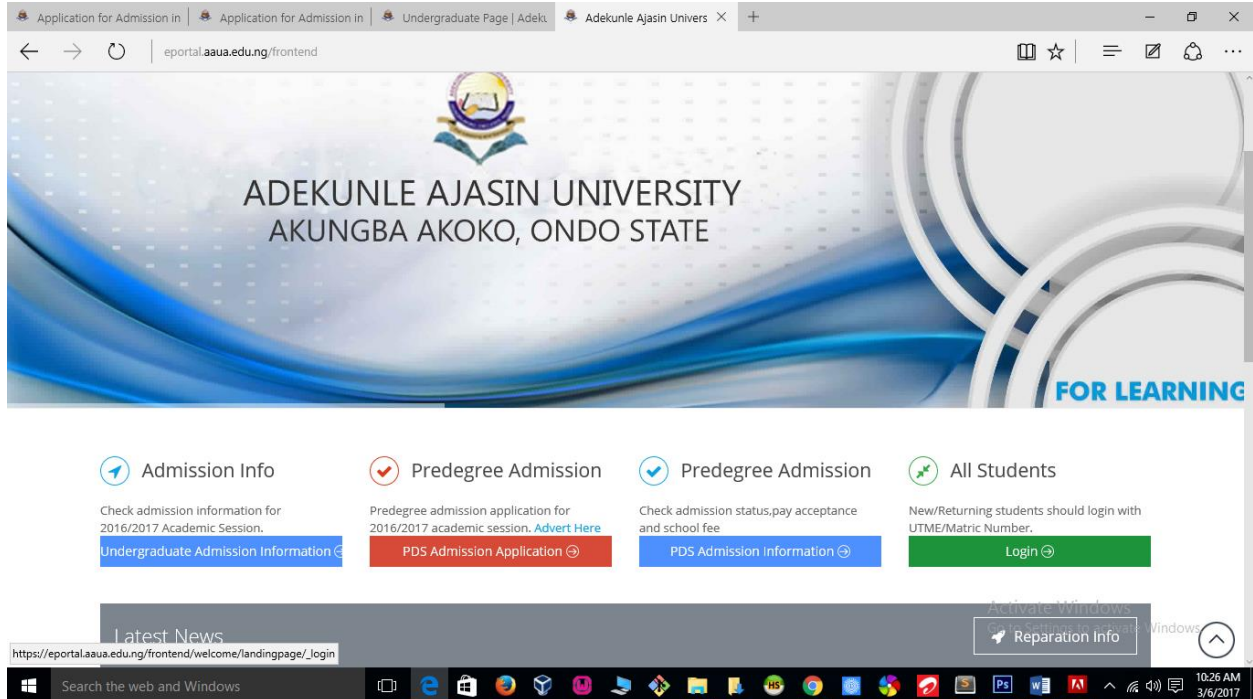 Application for Admission in
Application for Admission in
Undergraduate Page | Adeku
Adekunle Ajasin Univers
eportal.aaua.edu.ng/frontend
ADEKUNLE AJASIN UNIVERSITY
AKUNGBA AKOKO, ONDO STATE
FOR LEARNING
Admission Info
Check admission information for
2016/2017 Academic Session.
Undergraduate Admission Information
Predegree Admission
Predegree admission application for
2016/2017 academic session. Advert Here
PDS Admission Application
Predegree Admission
Check admission status,pay acceptance
and school fee
PDS Admission Information
All Students
New/Returning students should login with
UTME/Matric Number.
Login
Latest News
Activate Windows
Go to Settings to activate Windows
Reparation Info
https://eportal.aaua.edu.ng/frontend/welcome/landingpage/_login
Search the web and Windows
HS
Ps
10:26 AM
3/6/2017